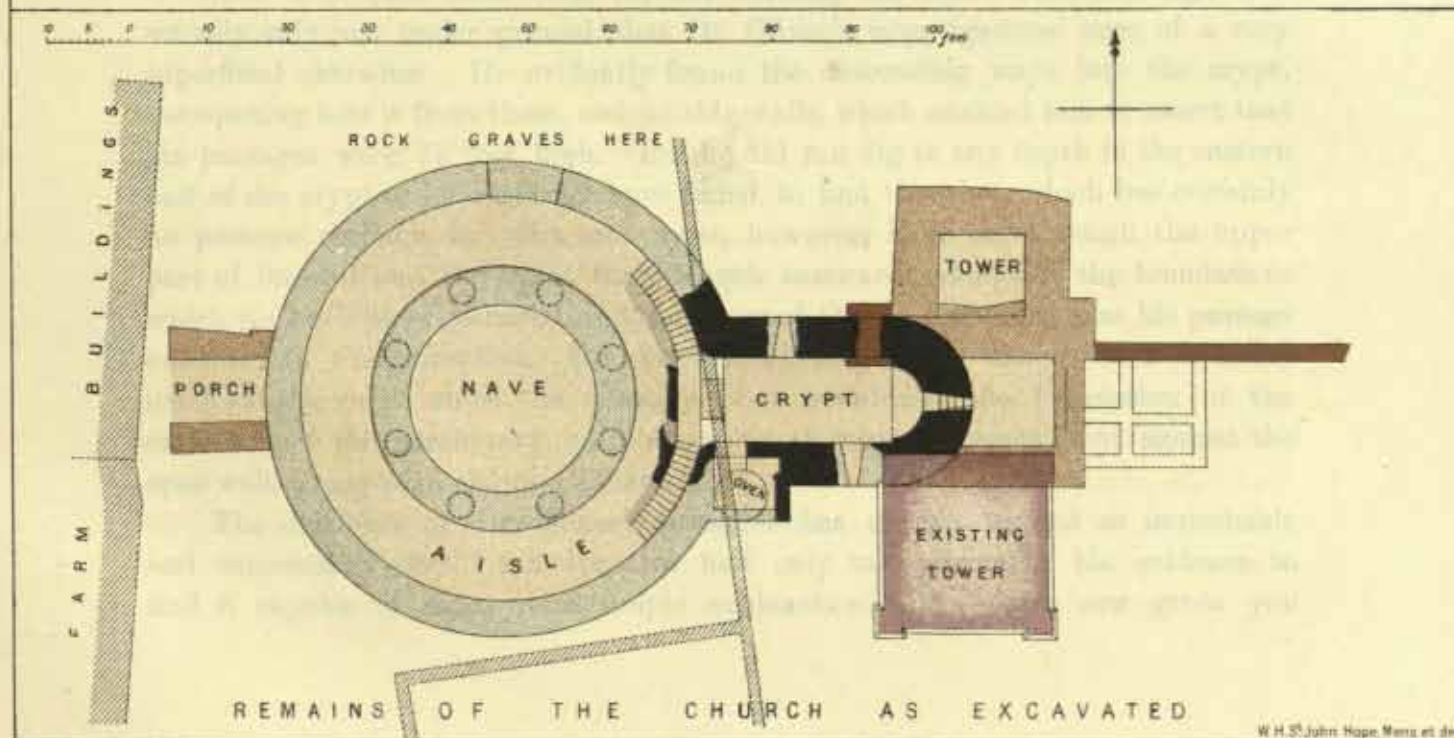 10 5 0 10 20 30 40 50 60 70 80 90 100 feet
ROCK GRAVES HERE
FARM BUILDINGS
TOWER
PORCH
NAVE
CRYPT
OVEN
AISLE
EXISTING TOWER
REMAINS OF THE CHURCH AS EXCAVATED
W.H. St. John Hope, Mens et de